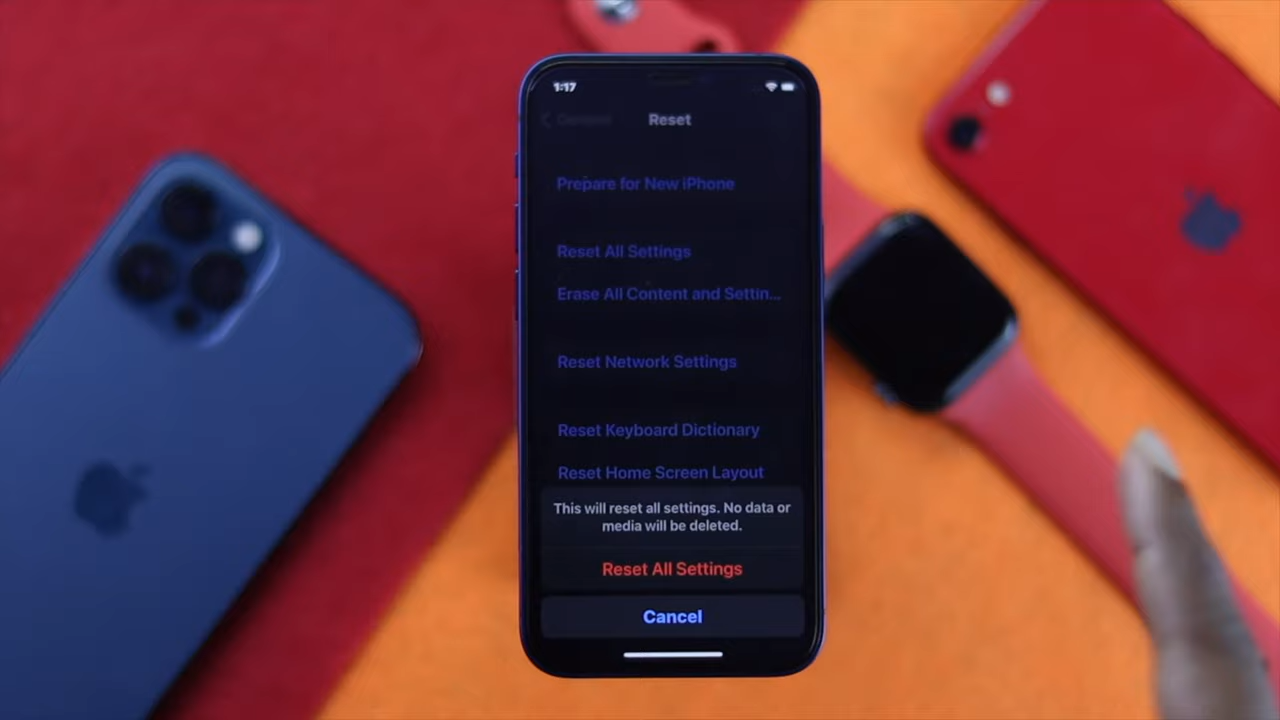 1:17
Reset
Prepare for New iPhone
Reset All Settings
Erase All Content and Settin...
Reset Network Settings
Reset Keyboard Dictionary
Reset Home Screen Layout
This will reset all settings. No data or
media will be deleted.
Reset All Settings
Cancel